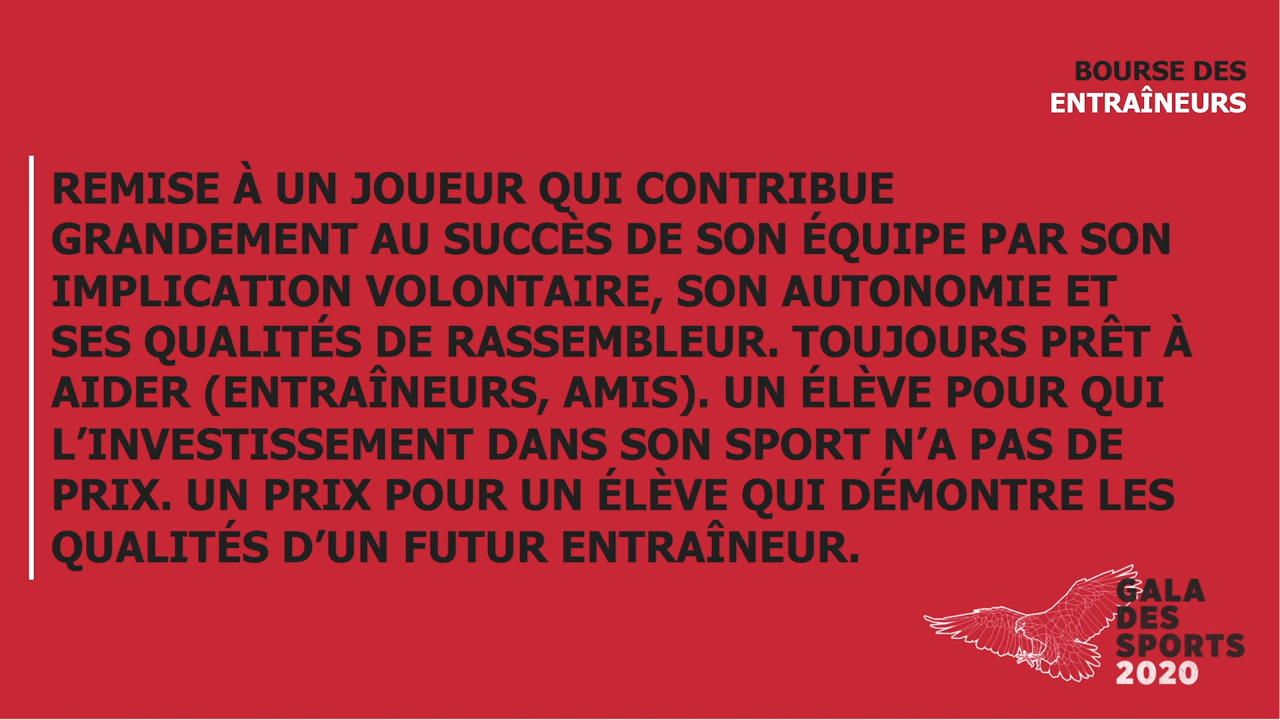 BOURSE DES
ENTRAÎNEURS
REMISE À UN JOUEUR QUI CONTRIBUE
GRANDEMENT AU SUCCÈS DE SON ÉQUIPE PAR SON
IMPLICATION VOLONTAIRE, SON AUTONOMIE ET
SES QUALITÉS DE RASSEMBLEUR. TOUJOURS PRÊT À
AIDER (ENTRAÎNEURS, AMIS). UN ÉLÈVE POUR QUI
L’INVESTISSEMENT DANS SON SPORT N’A PAS DE
PRIX. UN PRIX POUR UN ÉLÈVE QUI DÉMONTRE LES
QUALITÉS D’UN FUTUR ENTRAÎNEUR.
GALA
DES
SPORTS
2020